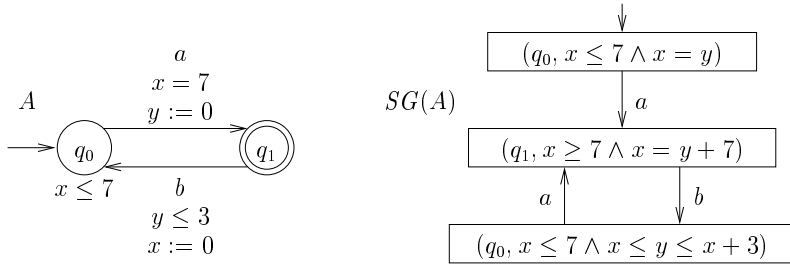 A
a
x = 7
y := 0
q₀
q₁
x ≤ 7
b
y ≤ 3
x := 0
SG(A)
(q₀, x ≤ 7 ∧ x = y)
a
(q₁, x ≥ 7 ∧ x = y + 7)
a
b
(q₀, x ≤ 7 ∧ x ≤ y ≤ x + 3)